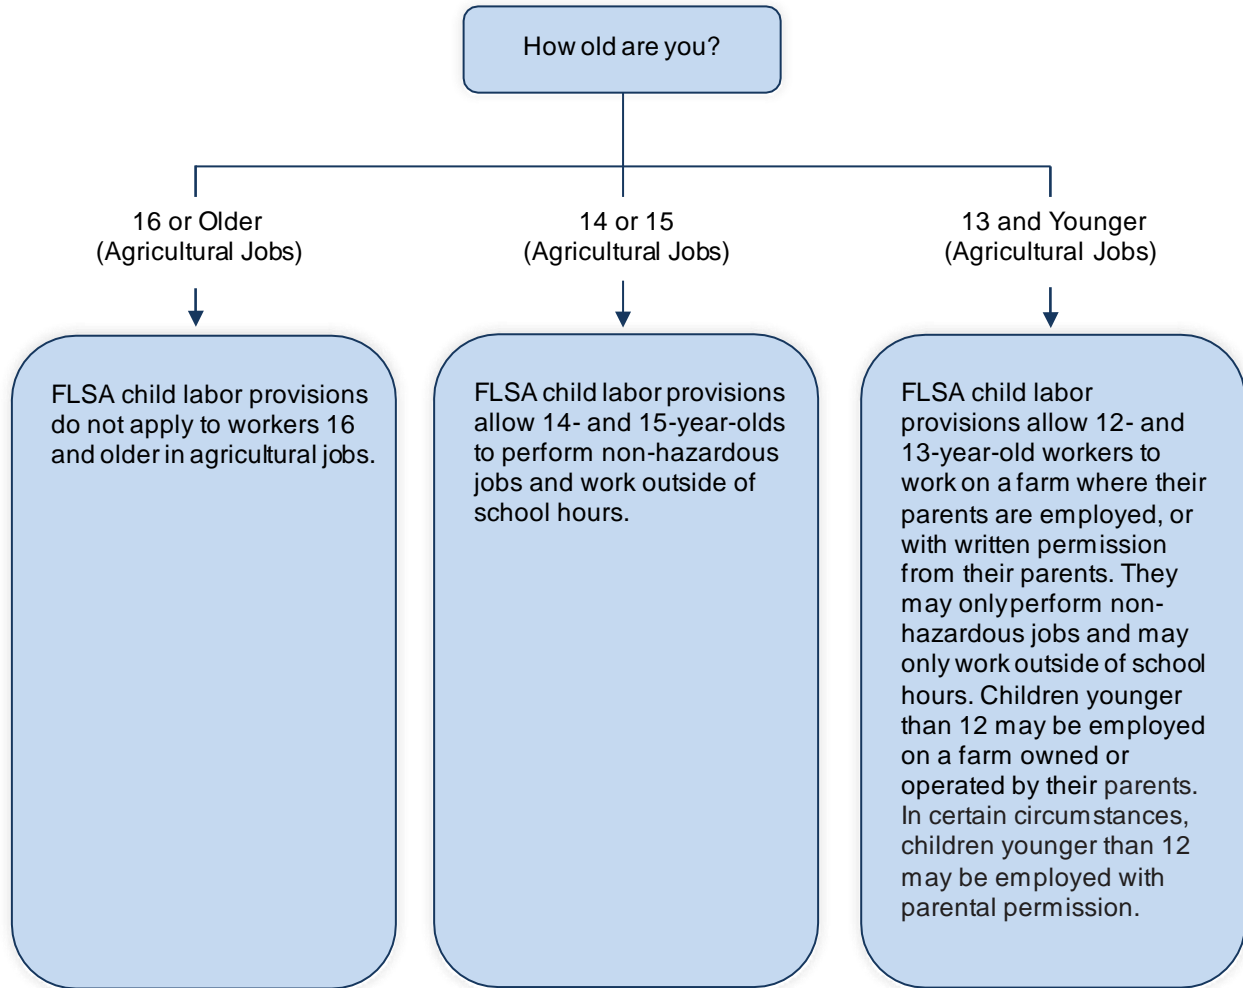 How old are you?
16 or Older
(Agricultural Jobs)
14 or 15
(Agricultural Jobs)
13 and Younger
(Agricultural Jobs)
FLSA child labor provisions
do not apply to workers 16
and older in agricultural jobs.
FLSA child labor provisions
allow 14- and 15-year-olds
to perform non-hazardous
jobs and work outside of
school hours.
FLSA child labor
provisions allow 12- and
13-year-old workers to
work on a farm where their
parents are employed, or
with written permission
from their parents. They
may only perform non-
hazardous jobs and may
only work outside of school
hours. Children younger
than 12 may be employed
on a farm owned or
operated by their parents.
In certain circumstances,
children younger than 12
may be employed with
parental permission.